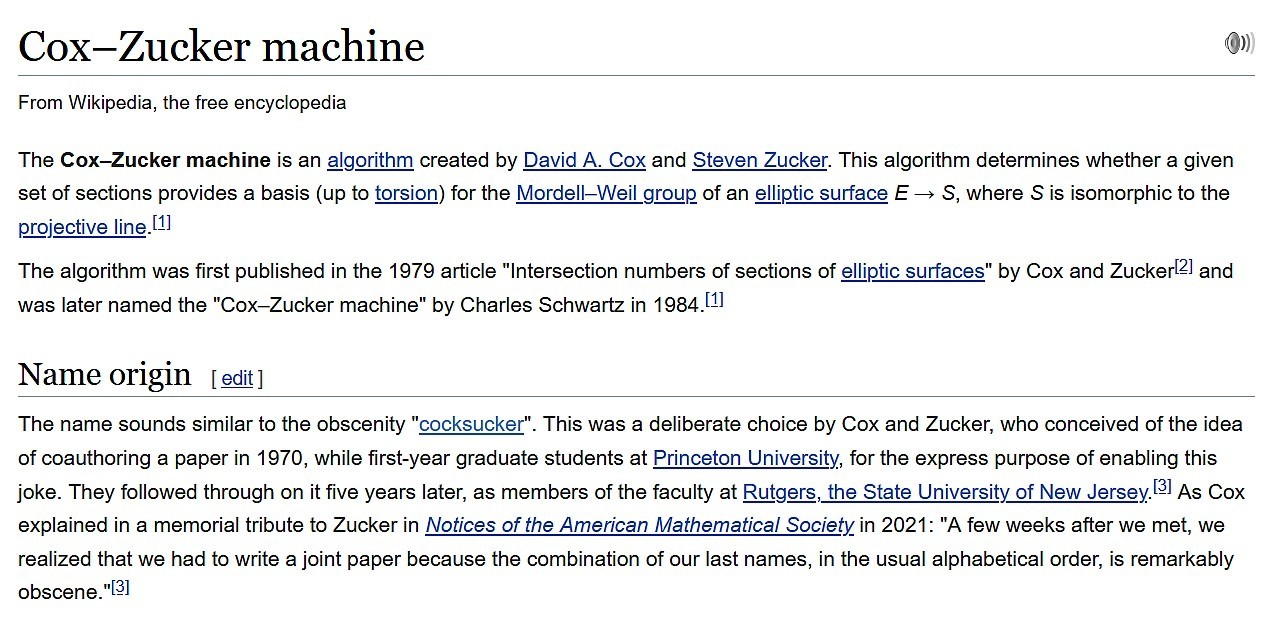 Cox–Zucker machine
From Wikipedia, the free encyclopedia
The Cox–Zucker machine is an algorithm created by David A. Cox and Steven Zucker. This algorithm determines whether a given
set of sections provides a basis (up to torsion) for the Mordell–Weil group of an elliptic surface E → S, where S is isomorphic to the
projective line.[1]
The algorithm was first published in the 1979 article "Intersection numbers of sections of elliptic surfaces" by Cox and Zucker[2] and
was later named the "Cox–Zucker machine" by Charles Schwartz in 1984.[1]
Name origin [ edit ]
The name sounds similar to the obscenity "cocksucker". This was a deliberate choice by Cox and Zucker, who conceived of the idea
of coauthoring a paper in 1970, while first-year graduate students at Princeton University, for the express purpose of enabling this
joke. They followed through on it five years later, as members of the faculty at Rutgers, the State University of New Jersey.[3] As Cox
explained in a memorial tribute to Zucker in Notices of the American Mathematical Society in 2021: "A few weeks after we met, we
realized that we had to write a joint paper because the combination of our last names, in the usual alphabetical order, is remarkably
obscene."[3]